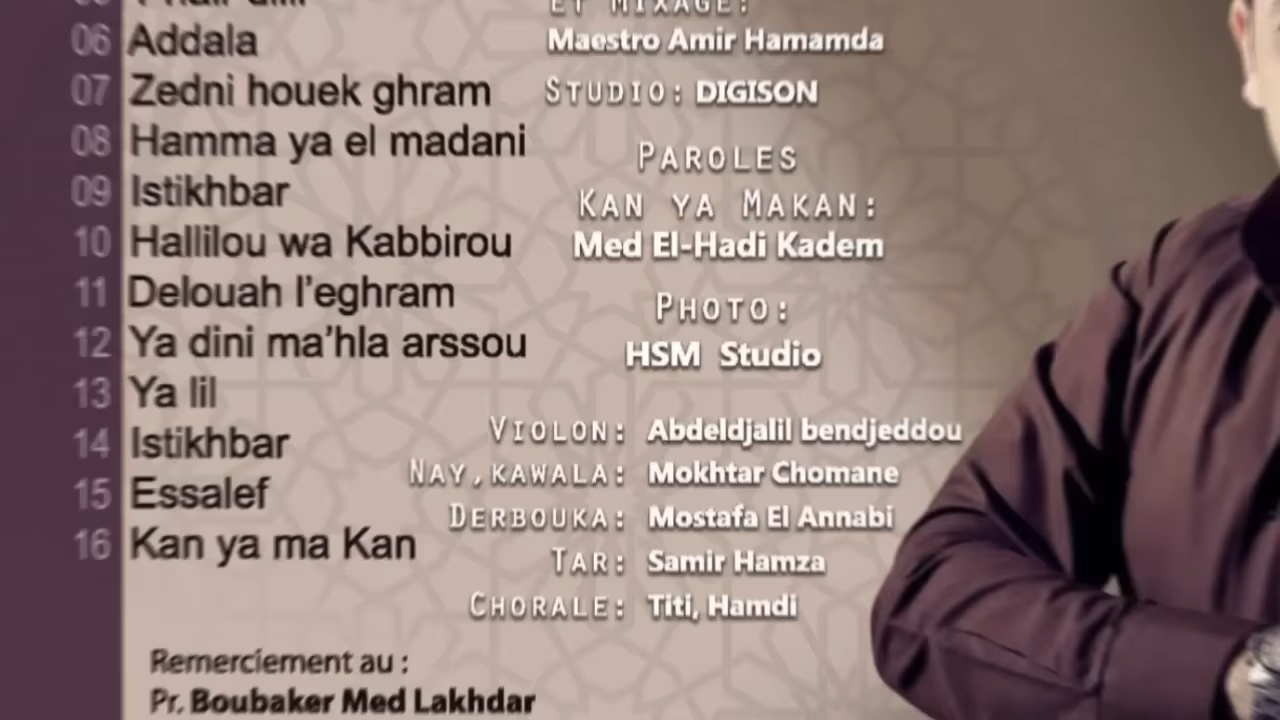 06 Addala
07 Zedni houek ghram
08 Hamma ya el madani
09 Istikhbar
10 Hallilou wa Kabbirou
11 Delouah l'eghram
12 Ya dini ma'hla arssou
13 Ya lil
14 Istikhbar
15 Essalef
16 Kan ya ma Kan
Remerciement au :
Pr. Boubaker Med Lakhdar
ET MIXAGE:
Maestro Amir Hamamda
STUDIO: DIGISON
PAROLES
KAN YA MAKAN:
Med El-Hadi Kadem
PHOTO:
HSM Studio
VIOLON: Abdeldjalil bendjeddou
NAY,KAWALA: Mokhtar Chomane
DERBOUKA: Mostafa El Annabi
TAR: Samir Hamza
CHORALE: Titi, Hamdi